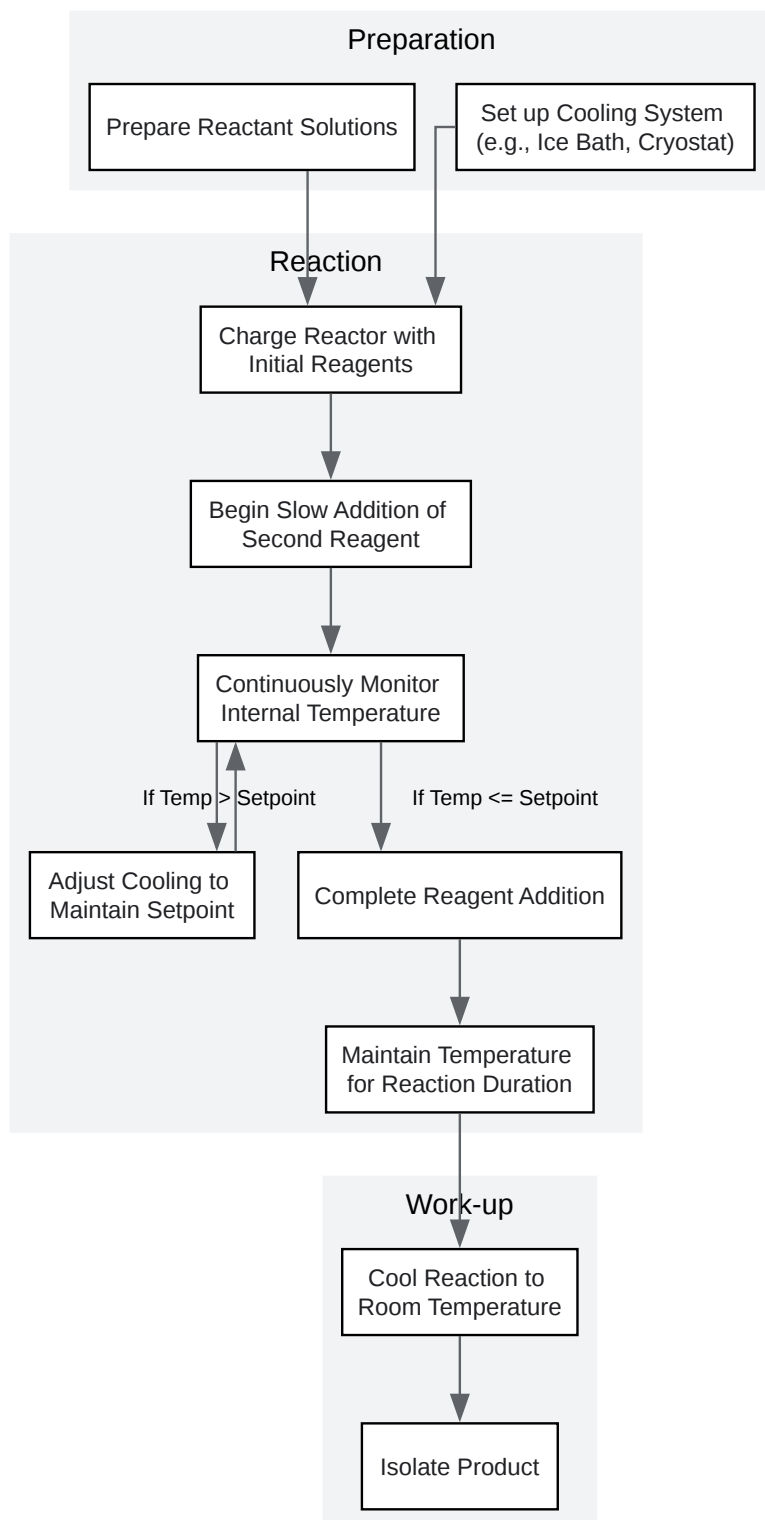 Preparation
Prepare Reactant Solutions
Set up Cooling System
(e.g., Ice Bath, Cryostat)
Reaction
Charge Reactor with
Initial Reagents
Begin Slow Addition of
Second Reagent
Continuously Monitor
Internal Temperature
If Temp > Setpoint
If Temp <= Setpoint
Adjust Cooling to
Maintain Setpoint
Complete Reagent Addition
Maintain Temperature
for Reaction Duration
Work-up
Cool Reaction to
Room Temperature
Isolate Product